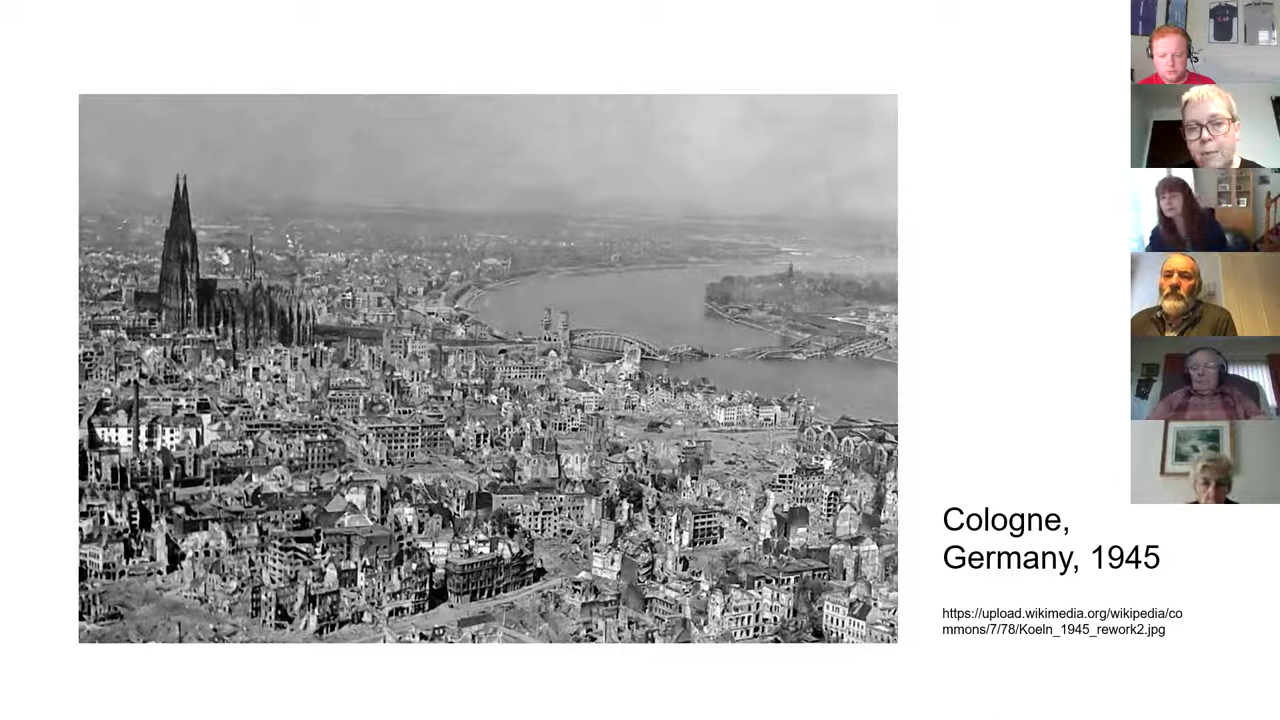 Cologne,
Germany, 1945
https://upload.wikimedia.org/wikipedia/co
mmons/7/78/Koeln_1945_rework2.jpg